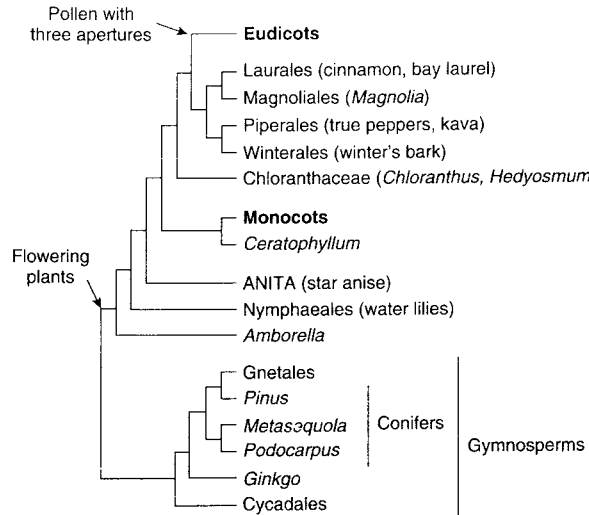 Pollen with
three apertures
Eudicots
Laurales (cinnamon, bay laurel)
Magnoliales (Magnolia)
Piperales (true peppers, kava)
Winterales (winter's bark)
Chloranthaceae (Chloranthus, Hedyosmum
Monocots
Ceratophyllum
Flowering
plants
ANITA (star anise)
Nymphaeales (water lilies)
Amborella
Gnetales
Pinus
Metasequola
Podocarpus
Conifers
Gymnosperms
Ginkgo
Cycadales